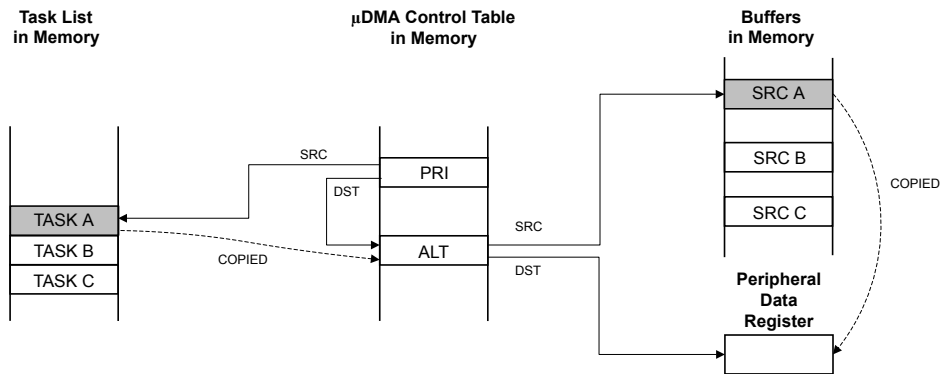 Task List
in Memory
μDMA Control Table
in Memory
Buffers
in Memory
SRC A
SRC
PRI
SRC B
DST
COPIED
SRC C
TASK A
SRC
TASK B
COPIED
ALT
DST
TASK C
Peripheral
Data
Register